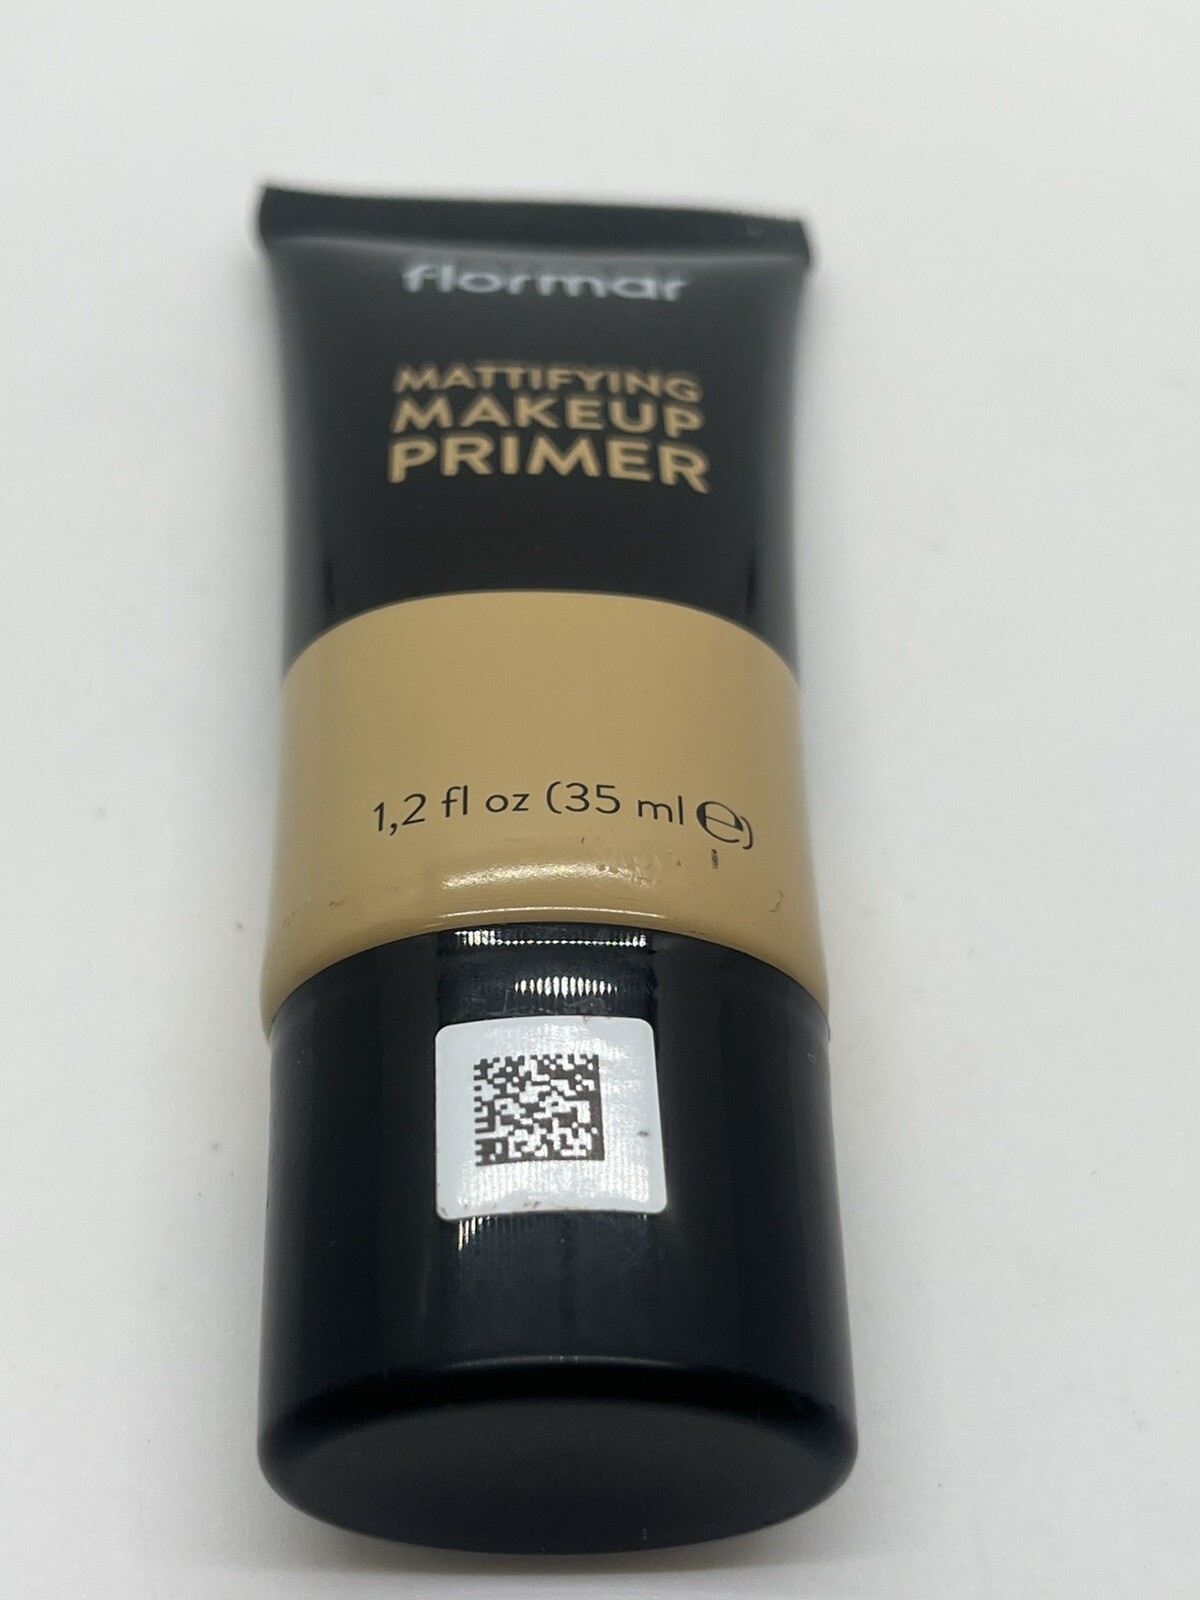 flormar
MATTIFYING
MAKEUP
PRIMER
1,2 fl oz (35 ml ℮)